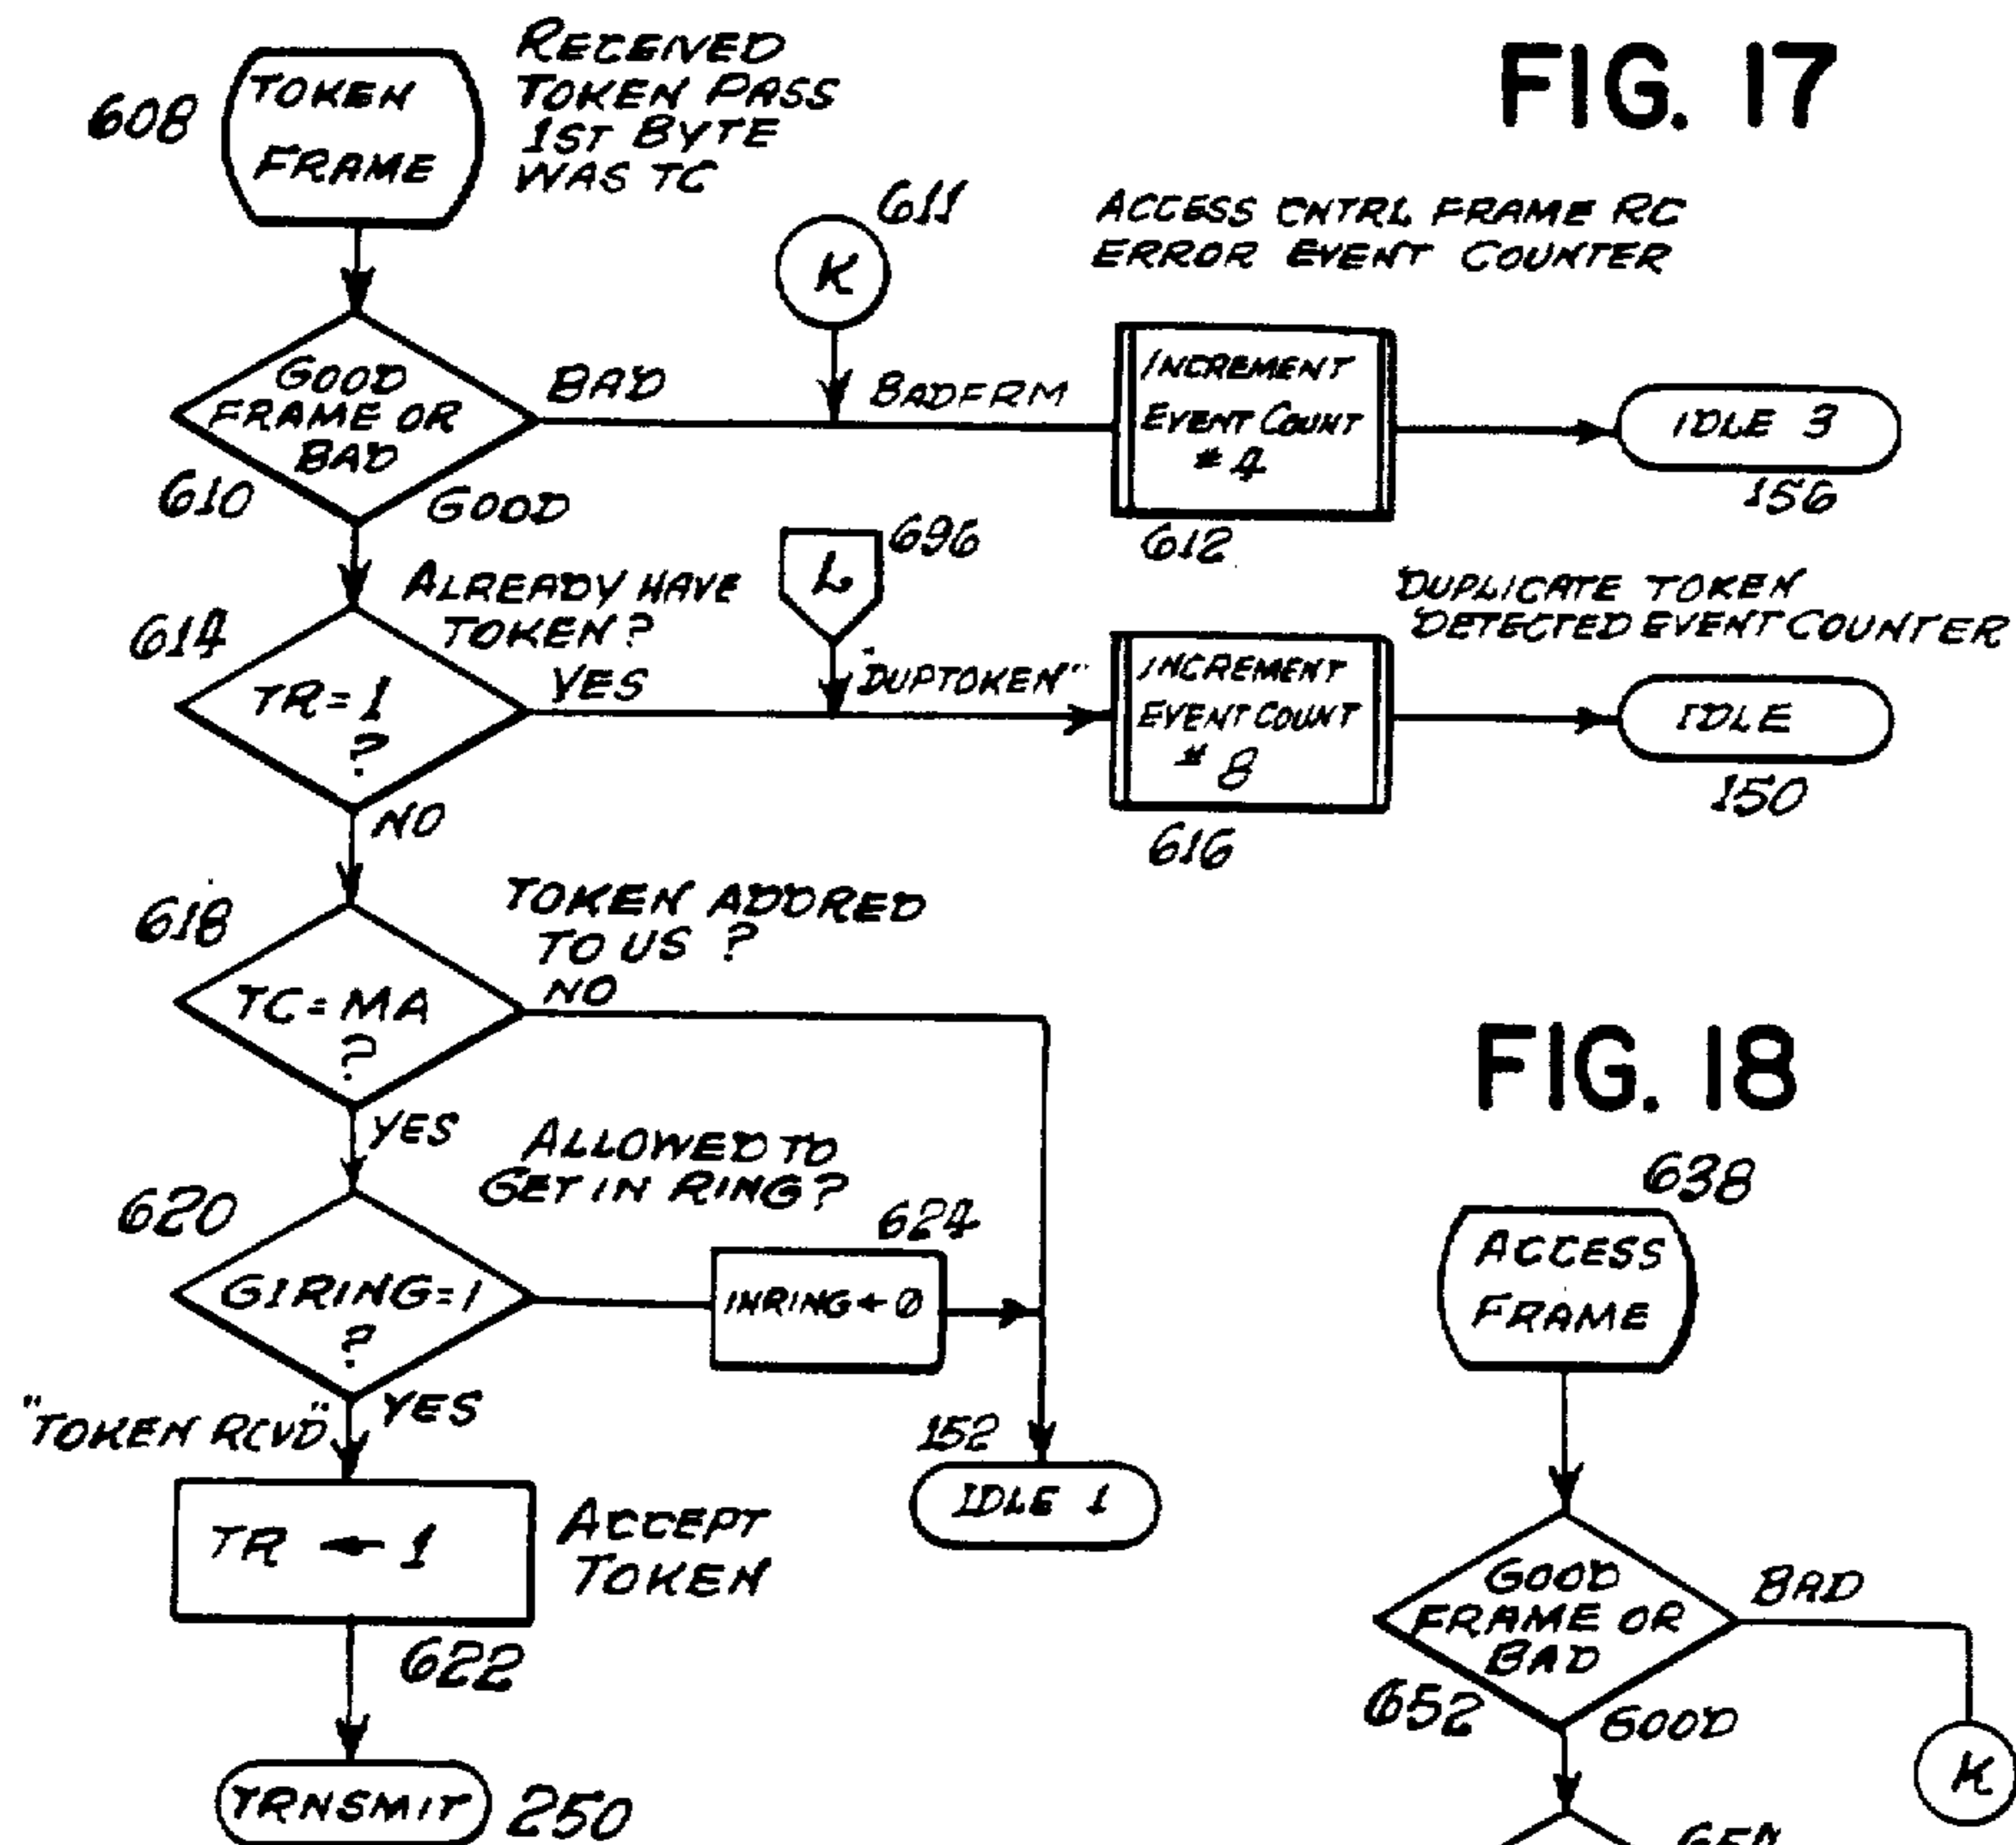 FIG. 17
608
TOKEN
FRAME
RECEIVED
TOKEN PASS
1ST BYTE
WAS TC
611
K
ACCESS CNTRL FRAME RC
ERROR EVENT COUNTER
GOOD
FRAME OR
BAD
610
BAD
BADFRM
GOOD
INCREMENT
EVENT COUNT
#4
612
IDLE 3
156
614
ALREADY HAVE
TOKEN?
TR=1
?
YES
696
L
"DUPTOKEN"
DUPLICATE TOKEN
DETECTED EVENT COUNTER
INCREMENT
EVENT COUNT
#8
616
IDLE
150
NO
618
TOKEN ADDRED
TO US ?
TC=MA
?
NO
YES
620
ALLOWED TO
GET IN RING?
GIRING=1
?
624
INRING←0
"TOKEN RCVD"
YES
152
IDLE 1
TR ← 1
ACCEPT
TOKEN
622
TRNSMIT
250
FIG. 18
638
ACCESS
FRAME
GOOD
FRAME OR
BAD
652
BAD
GOOD
K